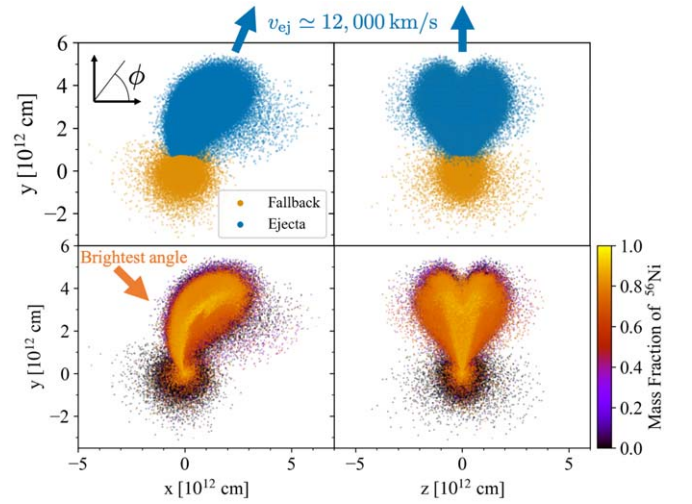 v_ej ≃ 12,000 km/s
6
4
2
0
−2
y [10^12 cm]
ϕ
Fallback
Ejecta
6
4
2
0
−2
y [10^12 cm]
Brightest angle
−5
0
5
x [10^12 cm]
−5
0
5
z [10^12 cm]
1.0
0.8
0.6
0.4
0.2
0.0
Mass Fraction of ^56Ni